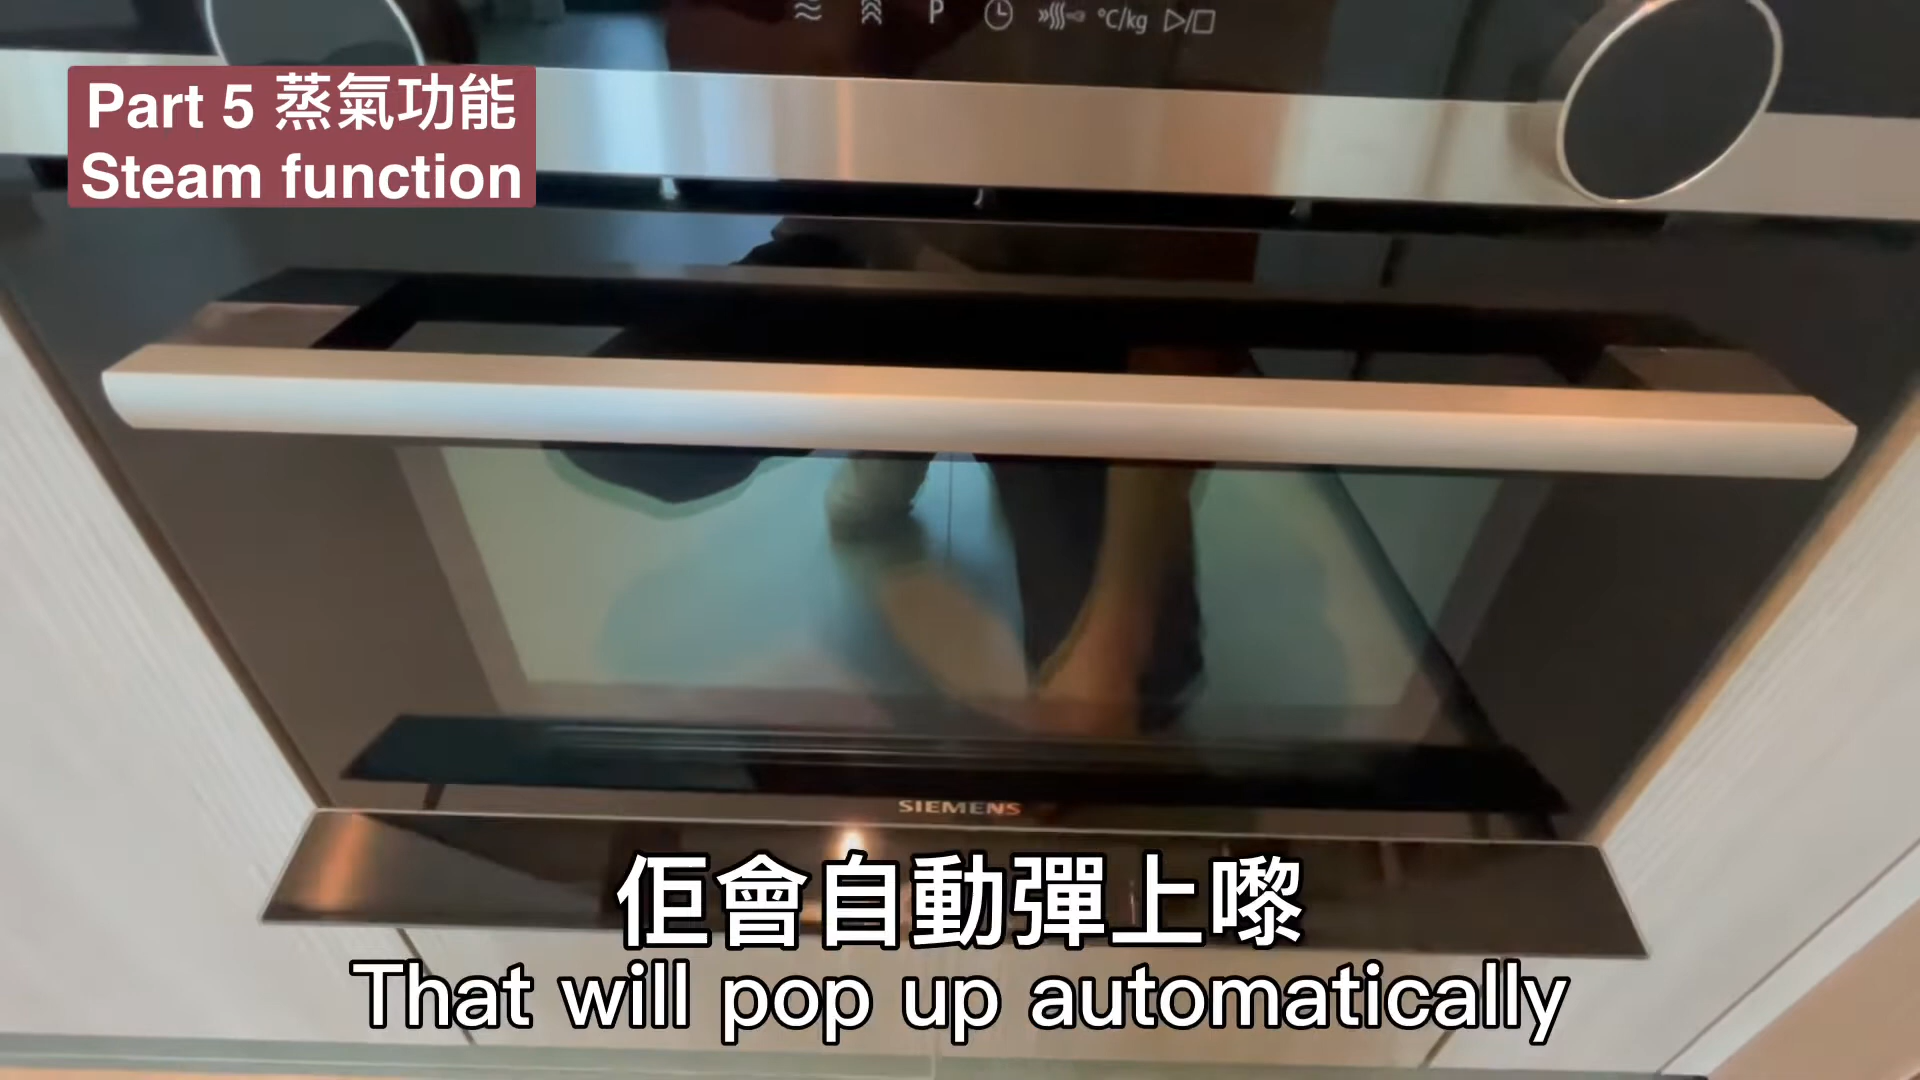 P
°C/kg
Part 5 蒸氣功能
Steam function
SIEMENS
佢會自動彈上嚟
That will pop up automatically